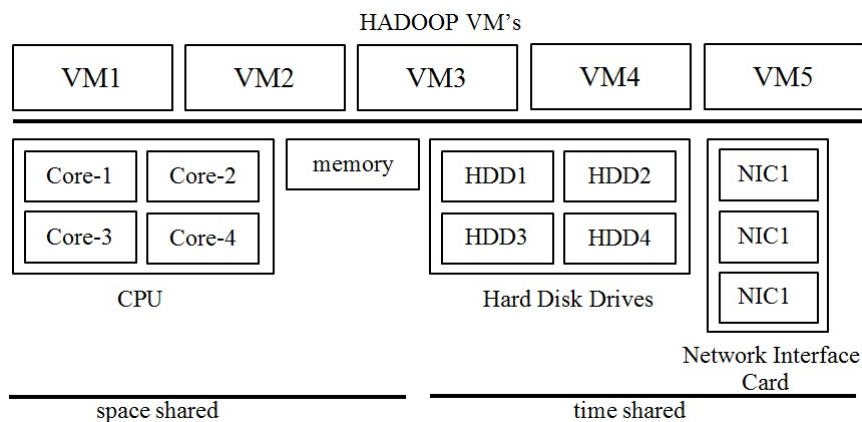 HADOOP VM's
VM1 VM2 VM3 VM4 VM5
Core-1 Core-2
Core-3 Core-4
CPU
memory
HDD1 HDD2
HDD3 HDD4
Hard Disk Drives
NIC1
NIC1
NIC1
Network Interface
Card
space shared
time shared